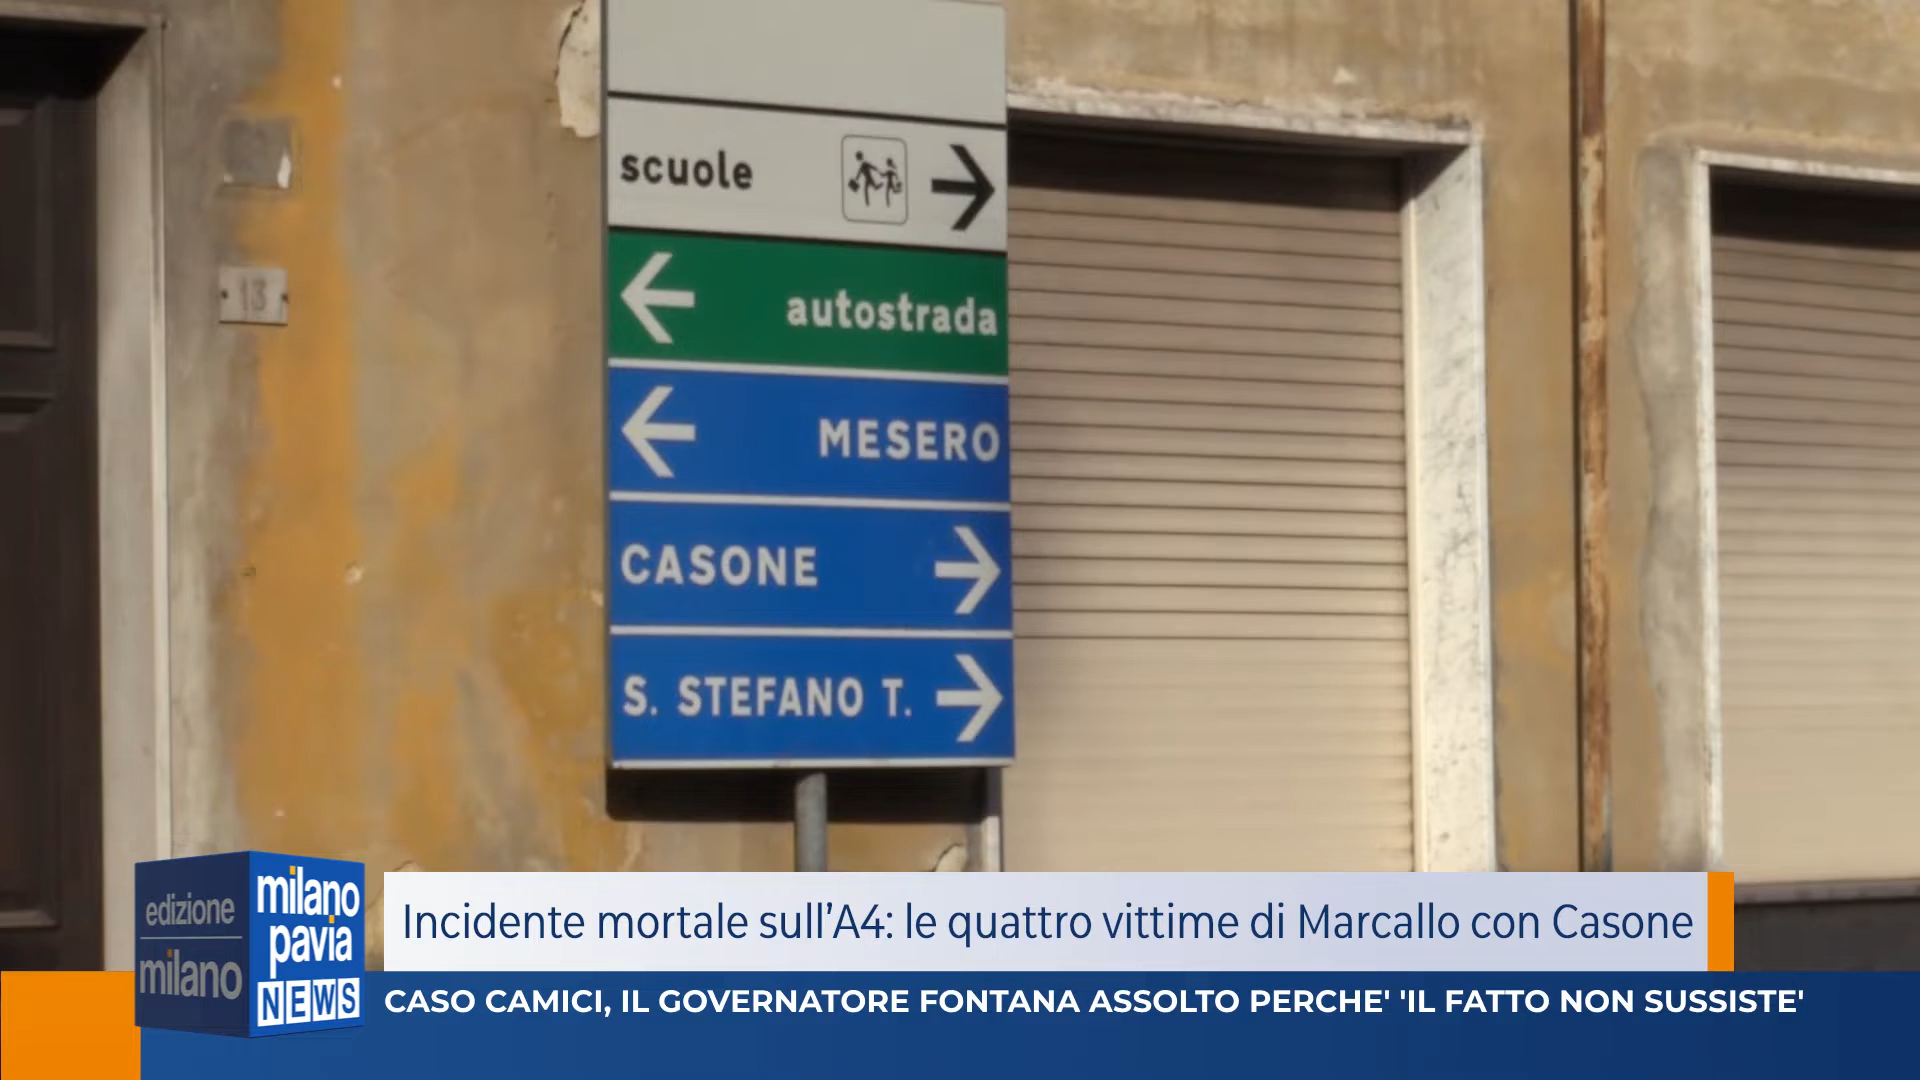 scuole
autostrada
MESERO
CASONE
S. STEFANO T.
13
edizione
milano
milano
pavia
NEWS
Incidente mortale sull'A4: le quattro vittime di Marcallo con Casone
CASO CAMICI, IL GOVERNATORE FONTANA ASSOLTO PERCHE' 'IL FATTO NON SUSSISTE'